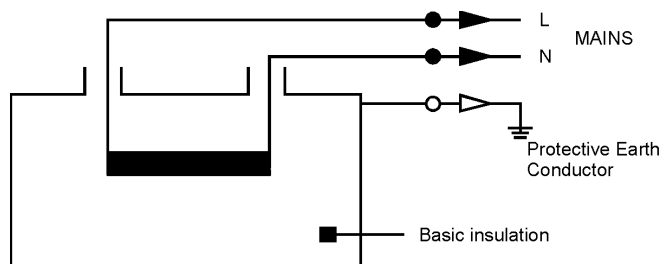 L
MAINS
N
Protective Earth
Conductor
Basic insulation